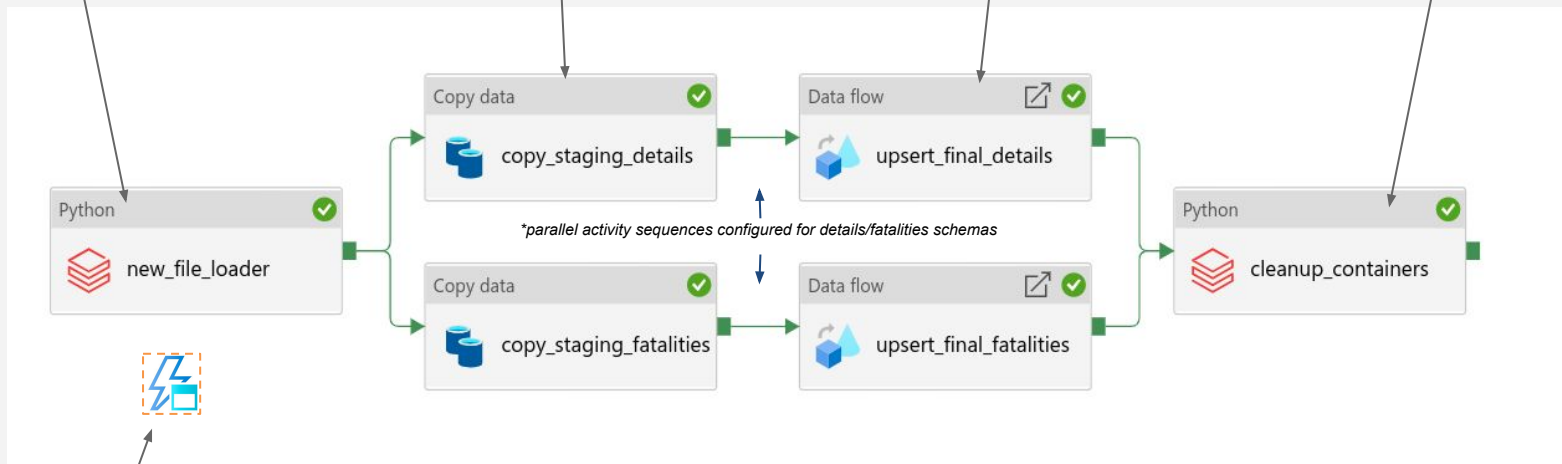 Copy data
copy_staging_details
Data flow
upsert_final_details
Python
new_file_loader
*parallel activity sequences configured for details/fatalities schemas
Python
cleanup_containers
Copy data
copy_staging_fatalities
Data flow
upsert_final_fatalities